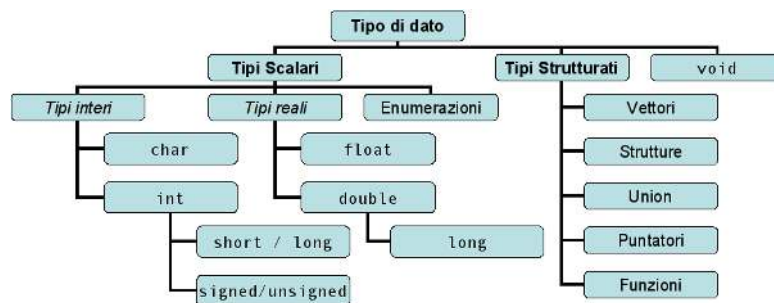 Tipo di dato
Tipi Scalari
Tipi Strutturati
void
Tipi interi
Tipi reali
Enumerazioni
Vettori
char
float
Strutture
int
double
Union
short / long
long
Puntatori
signed/unsigned
Funzioni